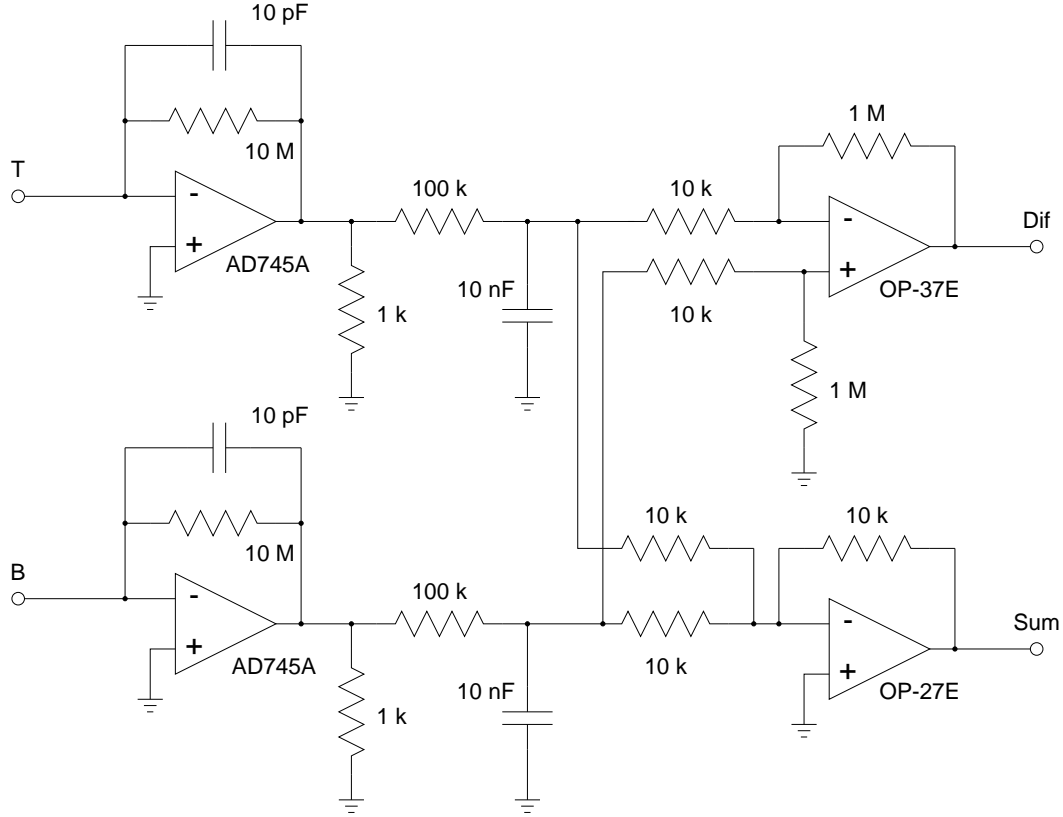 10 pF
10 M
T
-
+
AD745A
100 k
1 k
10 nF
10 k
10 k
1 M
-
+
Dif
OP-37E
1 M
10 pF
10 M
B
-
+
AD745A
100 k
1 k
10 nF
10 k
10 k
10 k
-
+
Sum
OP-27E